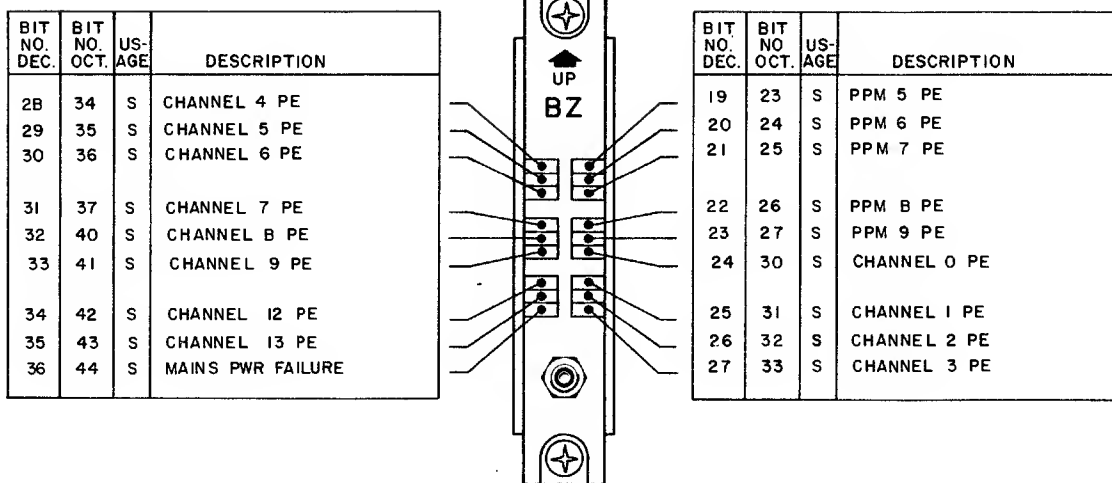 BIT NO. DEC. BIT NO. OCT. US-AGE DESCRIPTION
2B 34 S CHANNEL 4 PE
29 35 S CHANNEL 5 PE
30 36 S CHANNEL 6 PE
31 37 S CHANNEL 7 PE
32 40 S CHANNEL B PE
33 41 S CHANNEL 9 PE
34 42 S CHANNEL 12 PE
35 43 S CHANNEL 13 PE
36 44 S MAINS PWR FAILURE
UP
BZ
BIT NO. DEC. BIT NO OCT. US-AGE DESCRIPTION
19 23 S PPM 5 PE
20 24 S PPM 6 PE
21 25 S PPM 7 PE
22 26 S PPM B PE
23 27 S PPM 9 PE
24 30 S CHANNEL 0 PE
25 31 S CHANNEL 1 PE
26 32 S CHANNEL 2 PE
27 33 S CHANNEL 3 PE